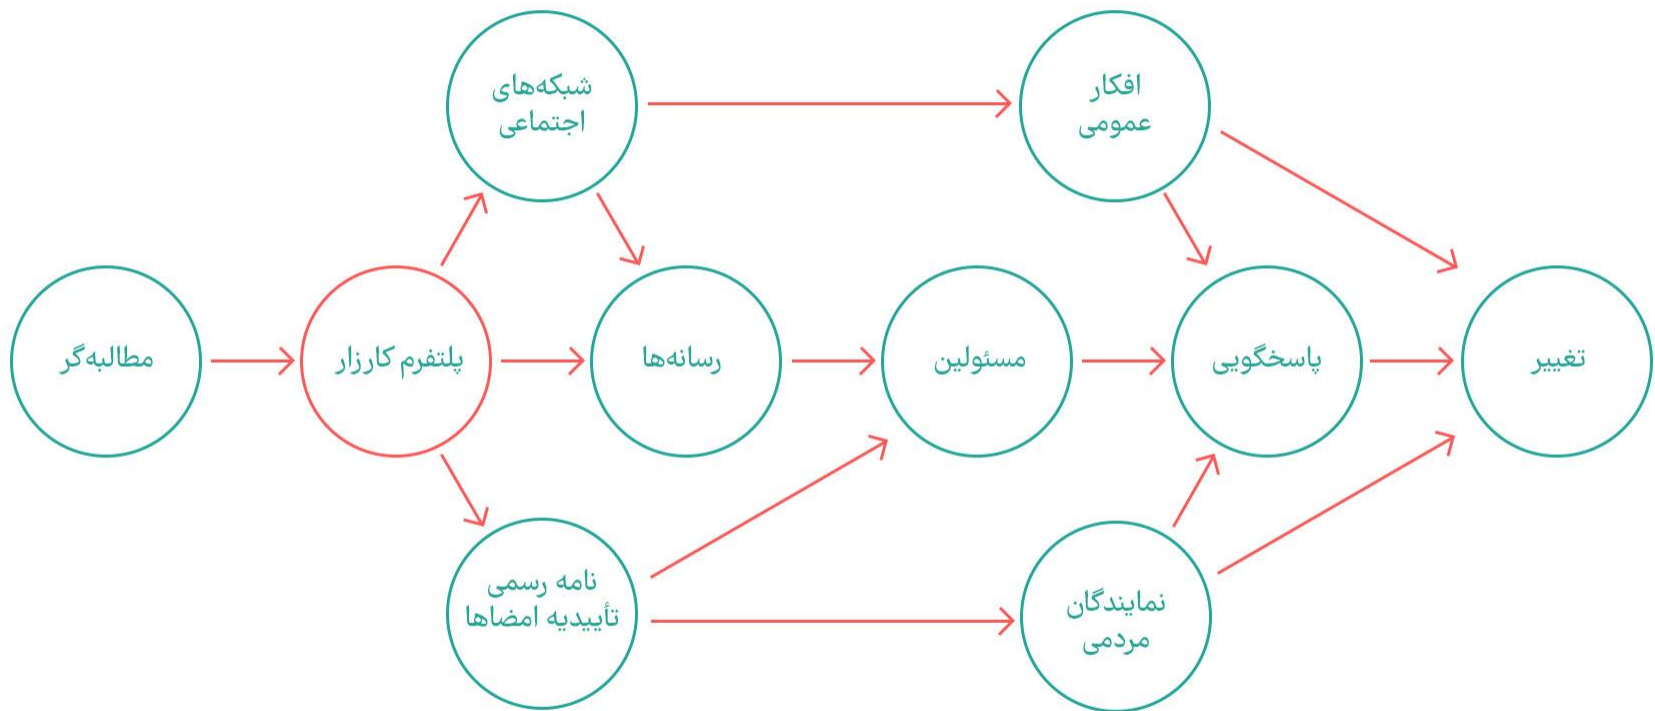 شبکه‌های
اجتماعی
افکار
عمومی
مطالبه‌گر
پلتفرم کارزار
رسانه‌ها
مسئولین
پاسخگویی
تغییر
نامه رسمی
تأییدیه امضاها
نمایندگان
مردمی